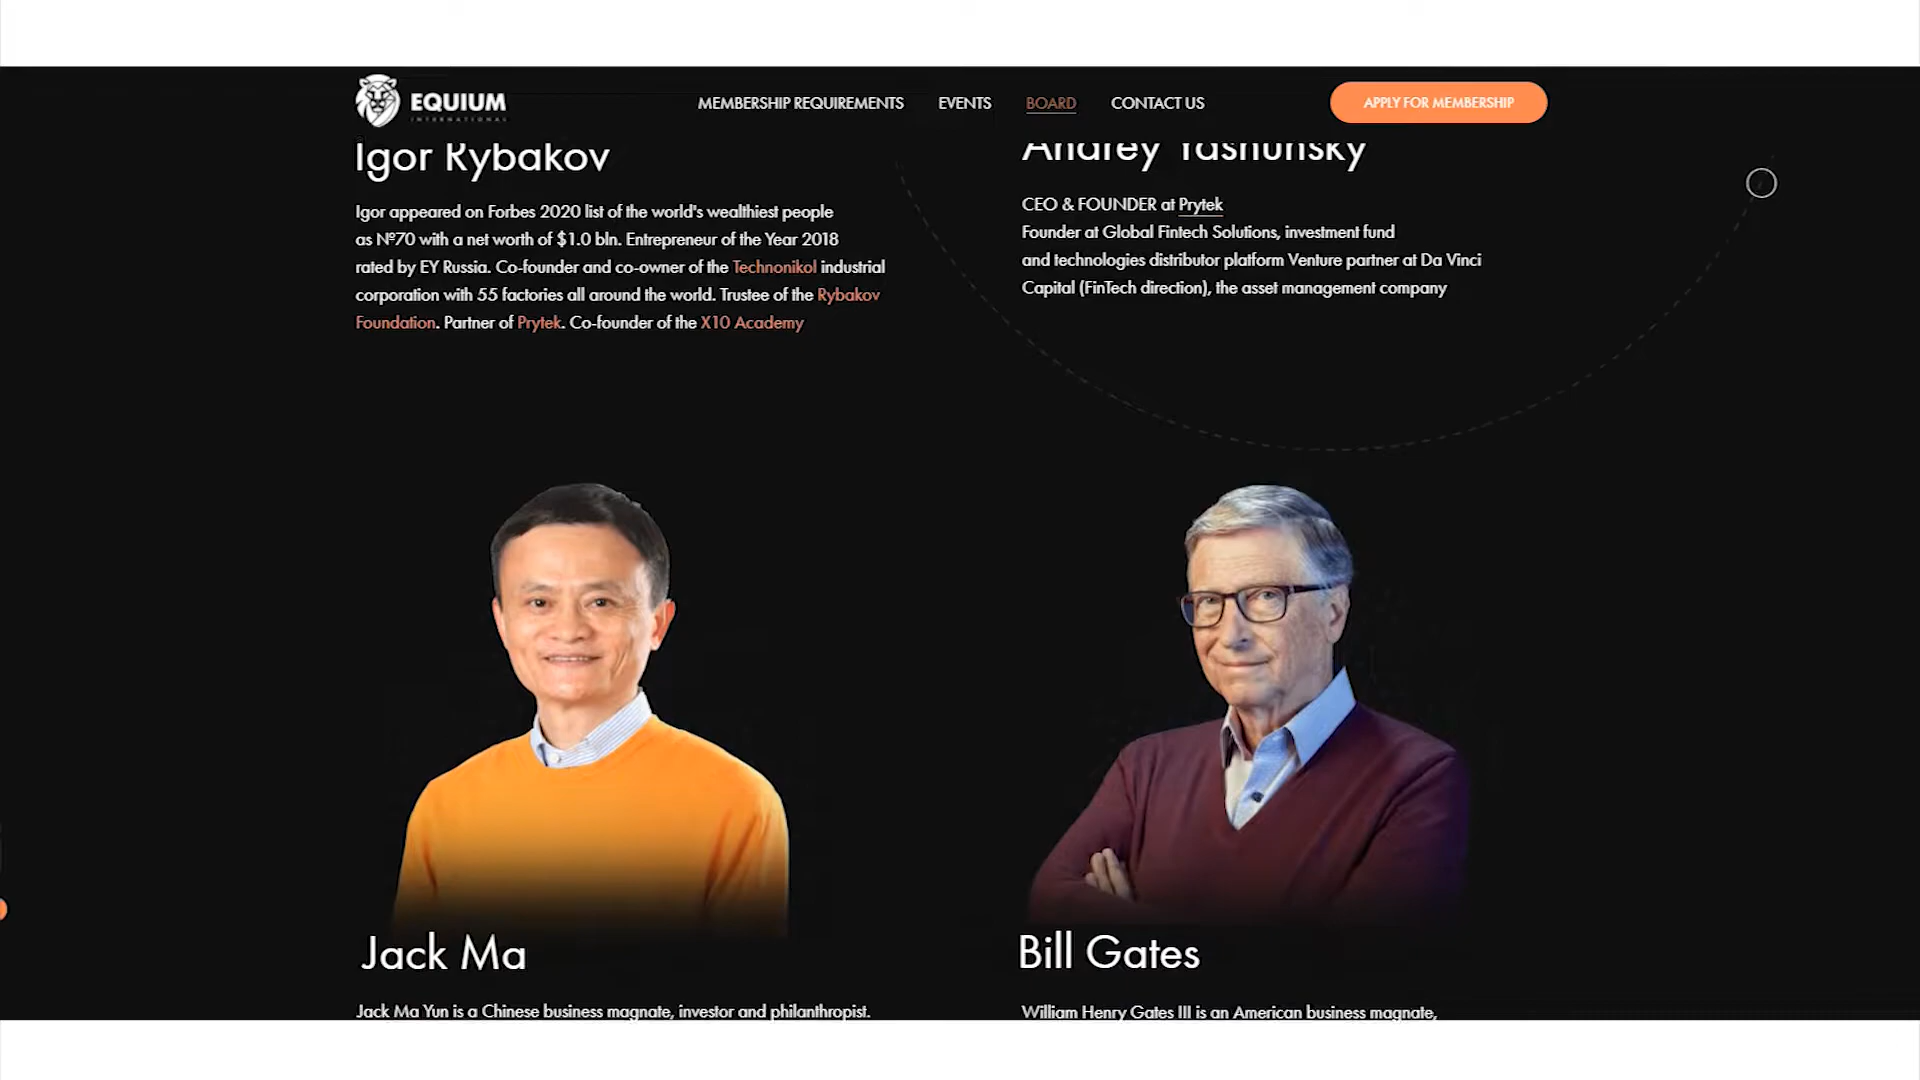 EQUIUM
INTERNATIONAL
MEMBERSHIP REQUIREMENTS
EVENTS
BOARD
CONTACT US
APPLY FOR MEMBERSHIP
Igor Rybakov
Igor appeared on Forbes 2020 list of the world's wealthiest people
as №70 with a net worth of $1.0 bln. Entrepreneur of the Year 2018
rated by EY Russia. Co-founder and co-owner of the Technonikol industrial
corporation with 55 factories all around the world. Trustee of the Rybakov
Foundation. Partner of Prytek. Co-founder of the X10 Academy
Andrey Yashunsky
CEO & FOUNDER at Prytek
Founder at Global Fintech Solutions, investment fund
and technologies distributor platform Venture partner at Da Vinci
Capital (FinTech direction), the asset management company
Jack Ma
Jack Ma Yun is a Chinese business magnate, investor and philanthropist.
Bill Gates
William Henry Gates III is an American business magnate,